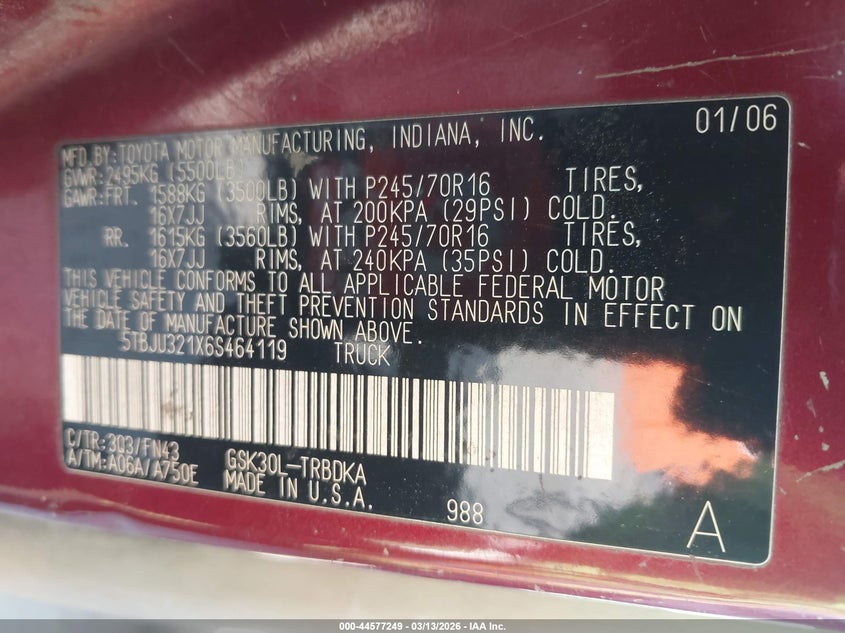 MFD.BY:TOYOTA MOTOR MANUFACTURING, INDIANA, INC. 01/06
GVWR:2495KG (5500LB)
GAWR:FRT. 1588KG (3500LB) WITH P245/70R16 TIRES,
16X7JJ RIMS, AT 200KPA (29PSI) COLD.
RR. 1615KG (3560LB) WITH P245/70R16 TIRES,
16X7JJ RIMS, AT 240KPA (35PSI) COLD.
THIS VEHICLE CONFORMS TO ALL APPLICABLE FEDERAL MOTOR
VEHICLE SAFETY AND THEFT PREVENTION STANDARDS IN EFFECT ON
THE DATE OF MANUFACTURE SHOWN ABOVE.
5TBJU321X6S464119 TRUCK
C/TR:3Q3/FN43 GSK30L-TRBDKA
A/TM:A06A/A750E MADE IN U.S.A.
988 A
000-44577249 | 03/13/2026 | IAA Inc.